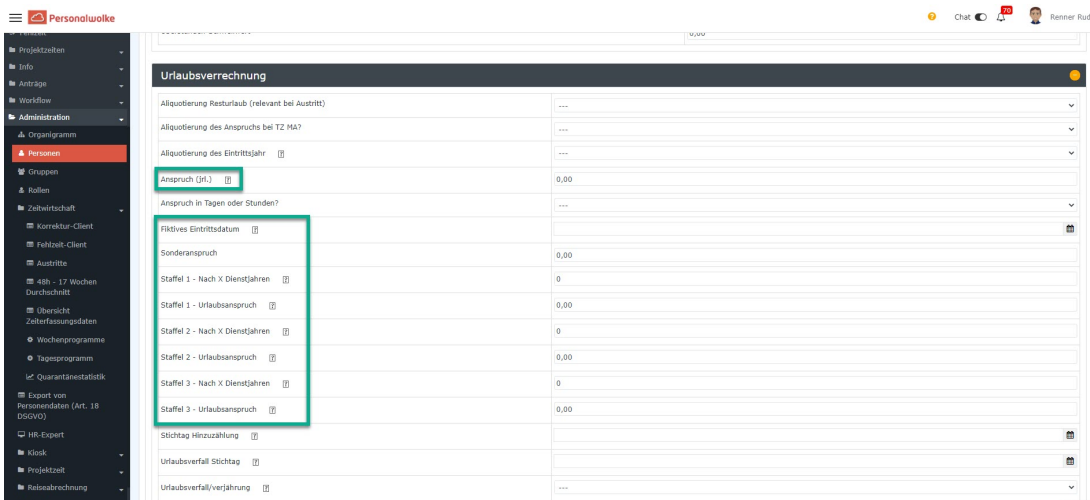 Personalwolke
Chat
70
Renner Rud
Projektzeiten
Info
Anträge
Workflow
Administration
Organigramm
Personen
Gruppen
Rollen
Zeitwirtschaft
Korrektur-Client
Fehlzeit-Client
Austritte
48h - 17 Wochen
Durchschnitt
Übersicht
Zeiterfassungsdaten
Wochenprogramme
Tagesprogramm
Quarantänestatistik
Export von
Personendaten (Art. 18
DSGVO)
HR-Expert
Kiosk
Projektzeit
Reiseabrechnung
Urlaubsverrechnung
Aliquotierung Resturlaub (relevant bei Austritt) ---
Aliquotierung des Anspruchs bei TZ MA? ---
Aliquotierung des Eintrittsjahr ---
Anspruch (jrl.) 0,00
Anspruch in Tagen oder Stunden? ---
Fiktives Eintrittsdatum
Sonderanspruch 0,00
Staffel 1 - Nach X Dienstjahren 0
Staffel 1 - Urlaubsanspruch 0,00
Staffel 2 - Nach X Dienstjahren 0
Staffel 2 - Urlaubsanspruch 0,00
Staffel 3 - Nach X Dienstjahren 0
Staffel 3 - Urlaubsanspruch 0,00
Stichtag Hinzuzählung
Urlaubsverfall Stichtag
Urlaubsverfall/verjährung ---